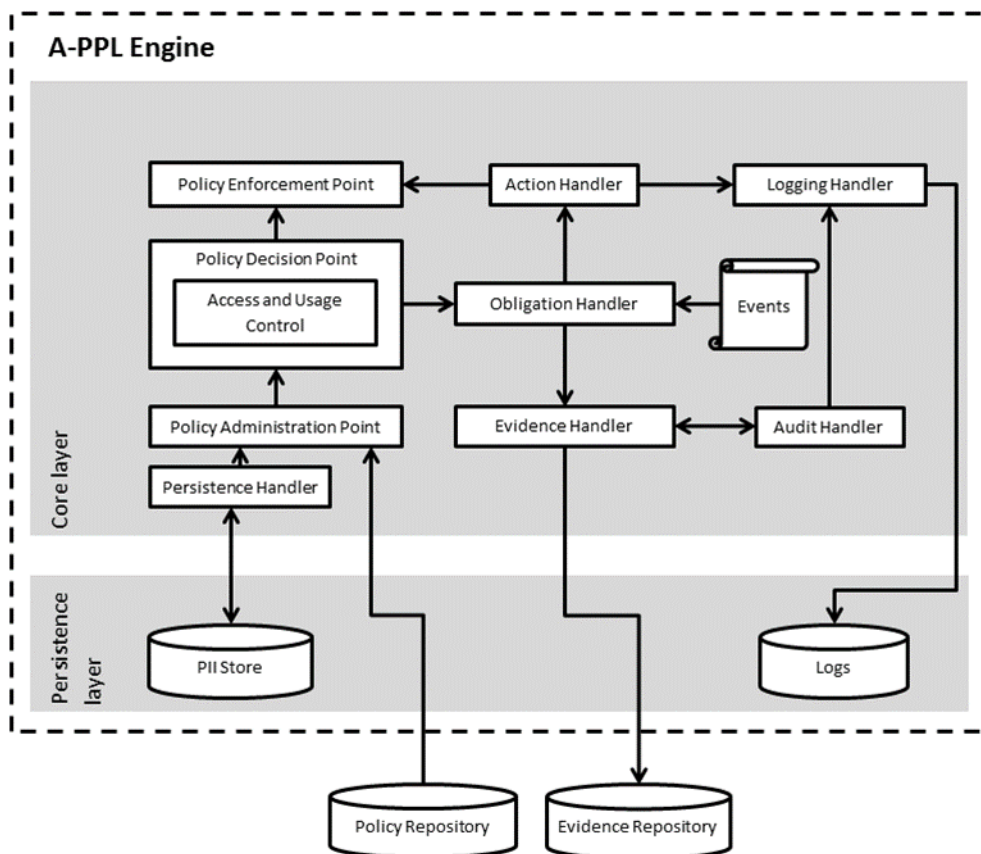 A-PPL Engine
Policy Enforcement Point
Action Handler
Logging Handler
Policy Decision Point
Access and Usage
Control
Obligation Handler
Events
Policy Administration Point
Evidence Handler
Audit Handler
Persistence Handler
Core layer
Persistence
layer
PII Store
Logs
Policy Repository
Evidence Repository